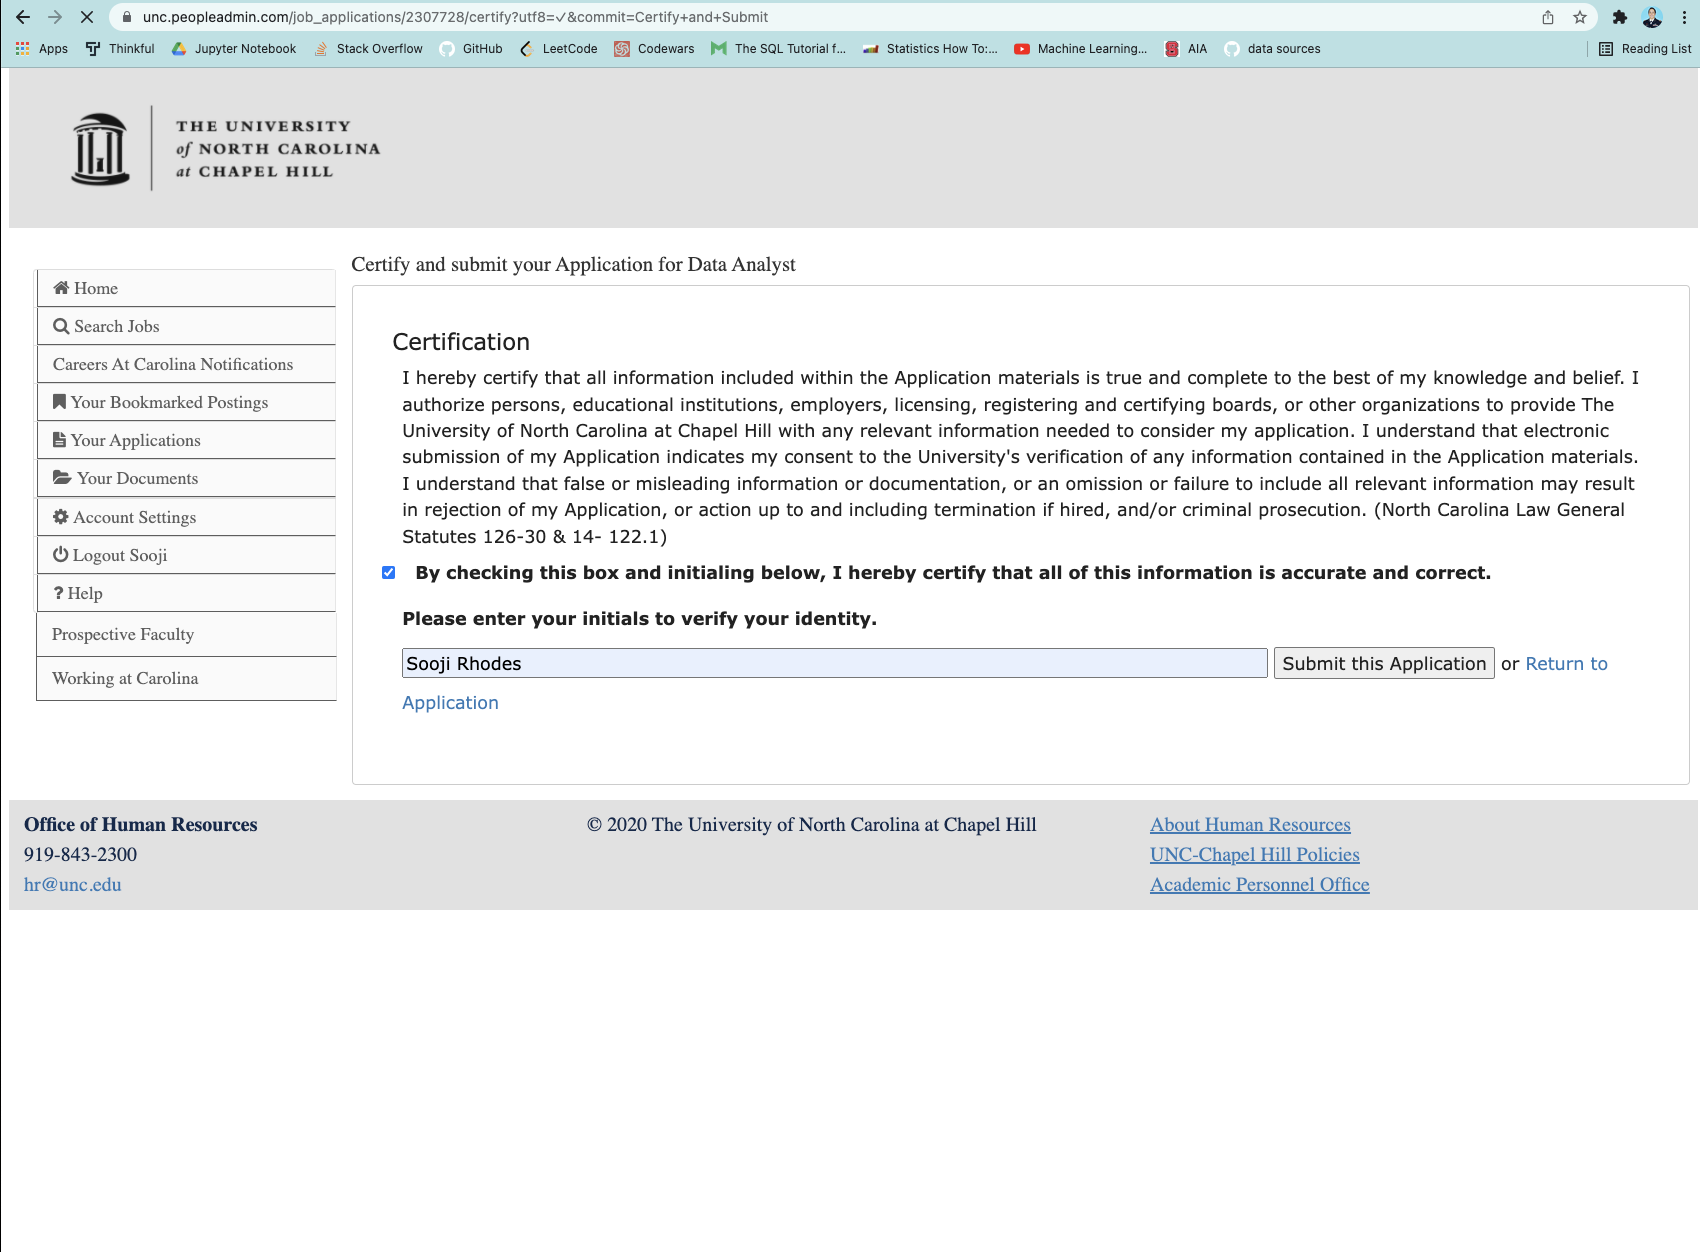 unc.peopleadmin.com/job_applications/2307728/certify?utf8=✓&commit=Certify+and+Submit
Apps Thinkful Jupyter Notebook Stack Overflow GitHub LeetCode Codewars The SQL Tutorial f... Statistics How To:... Machine Learning... AIA data sources Reading List
THE UNIVERSITY
of NORTH CAROLINA
at CHAPEL HILL
Home
Search Jobs
Careers At Carolina Notifications
Your Bookmarked Postings
Your Applications
Your Documents
Account Settings
Logout Sooji
? Help
Prospective Faculty
Working at Carolina
Certify and submit your Application for Data Analyst
Certification
I hereby certify that all information included within the Application materials is true and complete to the best of my knowledge and belief. I
authorize persons, educational institutions, employers, licensing, registering and certifying boards, or other organizations to provide The
University of North Carolina at Chapel Hill with any relevant information needed to consider my application. I understand that electronic
submission of my Application indicates my consent to the University's verification of any information contained in the Application materials.
I understand that false or misleading information or documentation, or an omission or failure to include all relevant information may result
in rejection of my Application, or action up to and including termination if hired, and/or criminal prosecution. (North Carolina Law General
Statutes 126-30 & 14- 122.1)
By checking this box and initialing below, I hereby certify that all of this information is accurate and correct.
Please enter your initials to verify your identity.
Sooji Rhodes Submit this Application or Return to
Application
Office of Human Resources
919-843-2300
hr@unc.edu
© 2020 The University of North Carolina at Chapel Hill
About Human Resources
UNC-Chapel Hill Policies
Academic Personnel Office